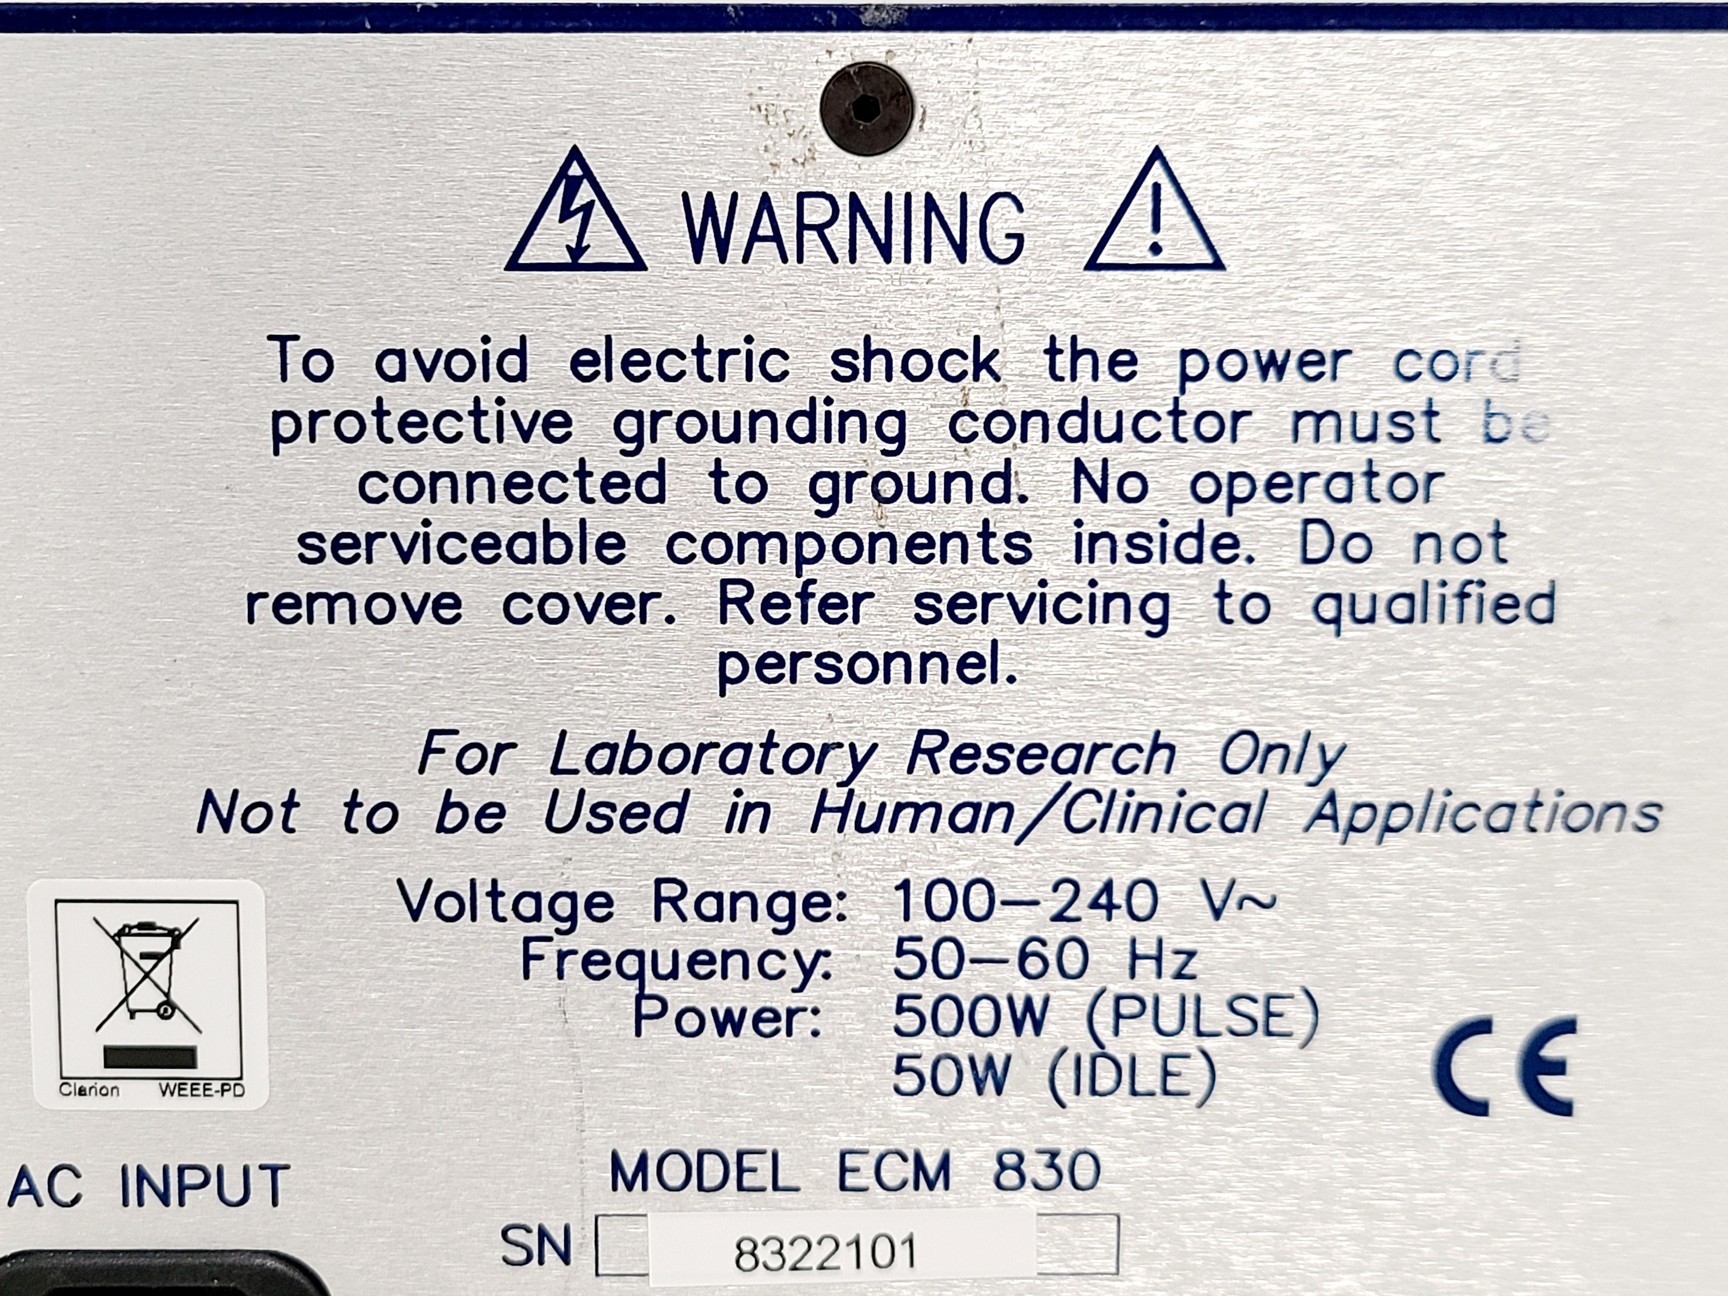 WARNING
To avoid electric shock the power cord
protective grounding conductor must be
connected to ground. No operator
serviceable components inside. Do not
remove cover. Refer servicing to qualified
personnel.
For Laboratory Research Only
Not to be Used in Human/Clinical Applications
Voltage Range: 100-240 V~
Frequency: 50-60 Hz
Power: 500W (PULSE)
50W (IDLE)
CE
Clarion WEEE-PD
AC INPUT
MODEL ECM 830
SN 8322101